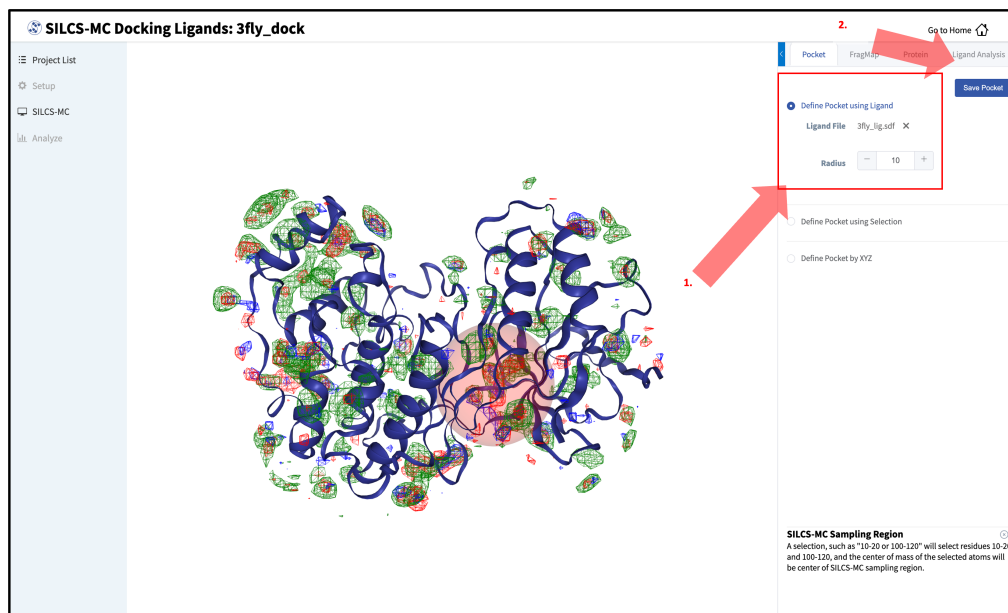 SILCS-MC Docking Ligands: 3fly_dock
2.
Go to Home
Project List
Setup
SILCS-MC
Analyze
Pocket
FragMap
Protein
Ligand Analysis
Save Pocket
Define Pocket using Ligand
Ligand File 3fly_lig.sdf ✕
Radius − 10 +
Define Pocket using Selection
Define Pocket by XYZ
1.
SILCS-MC Sampling Region
A selection, such as "10-20 or 100-120" will select residues 10-20
and 100-120, and the center of mass of the selected atoms will
be center of SILCS-MC sampling region.